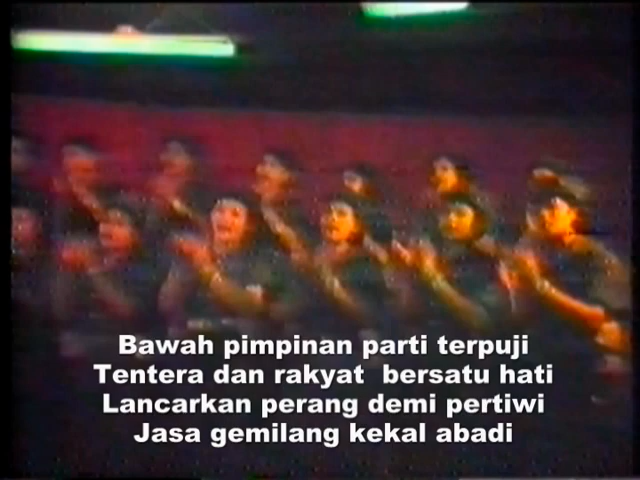 Bawah pimpinan parti terpuji
Tentera dan rakyat  bersatu hati
Lancarkan perang demi pertiwi
Jasa gemilang kekal abadi